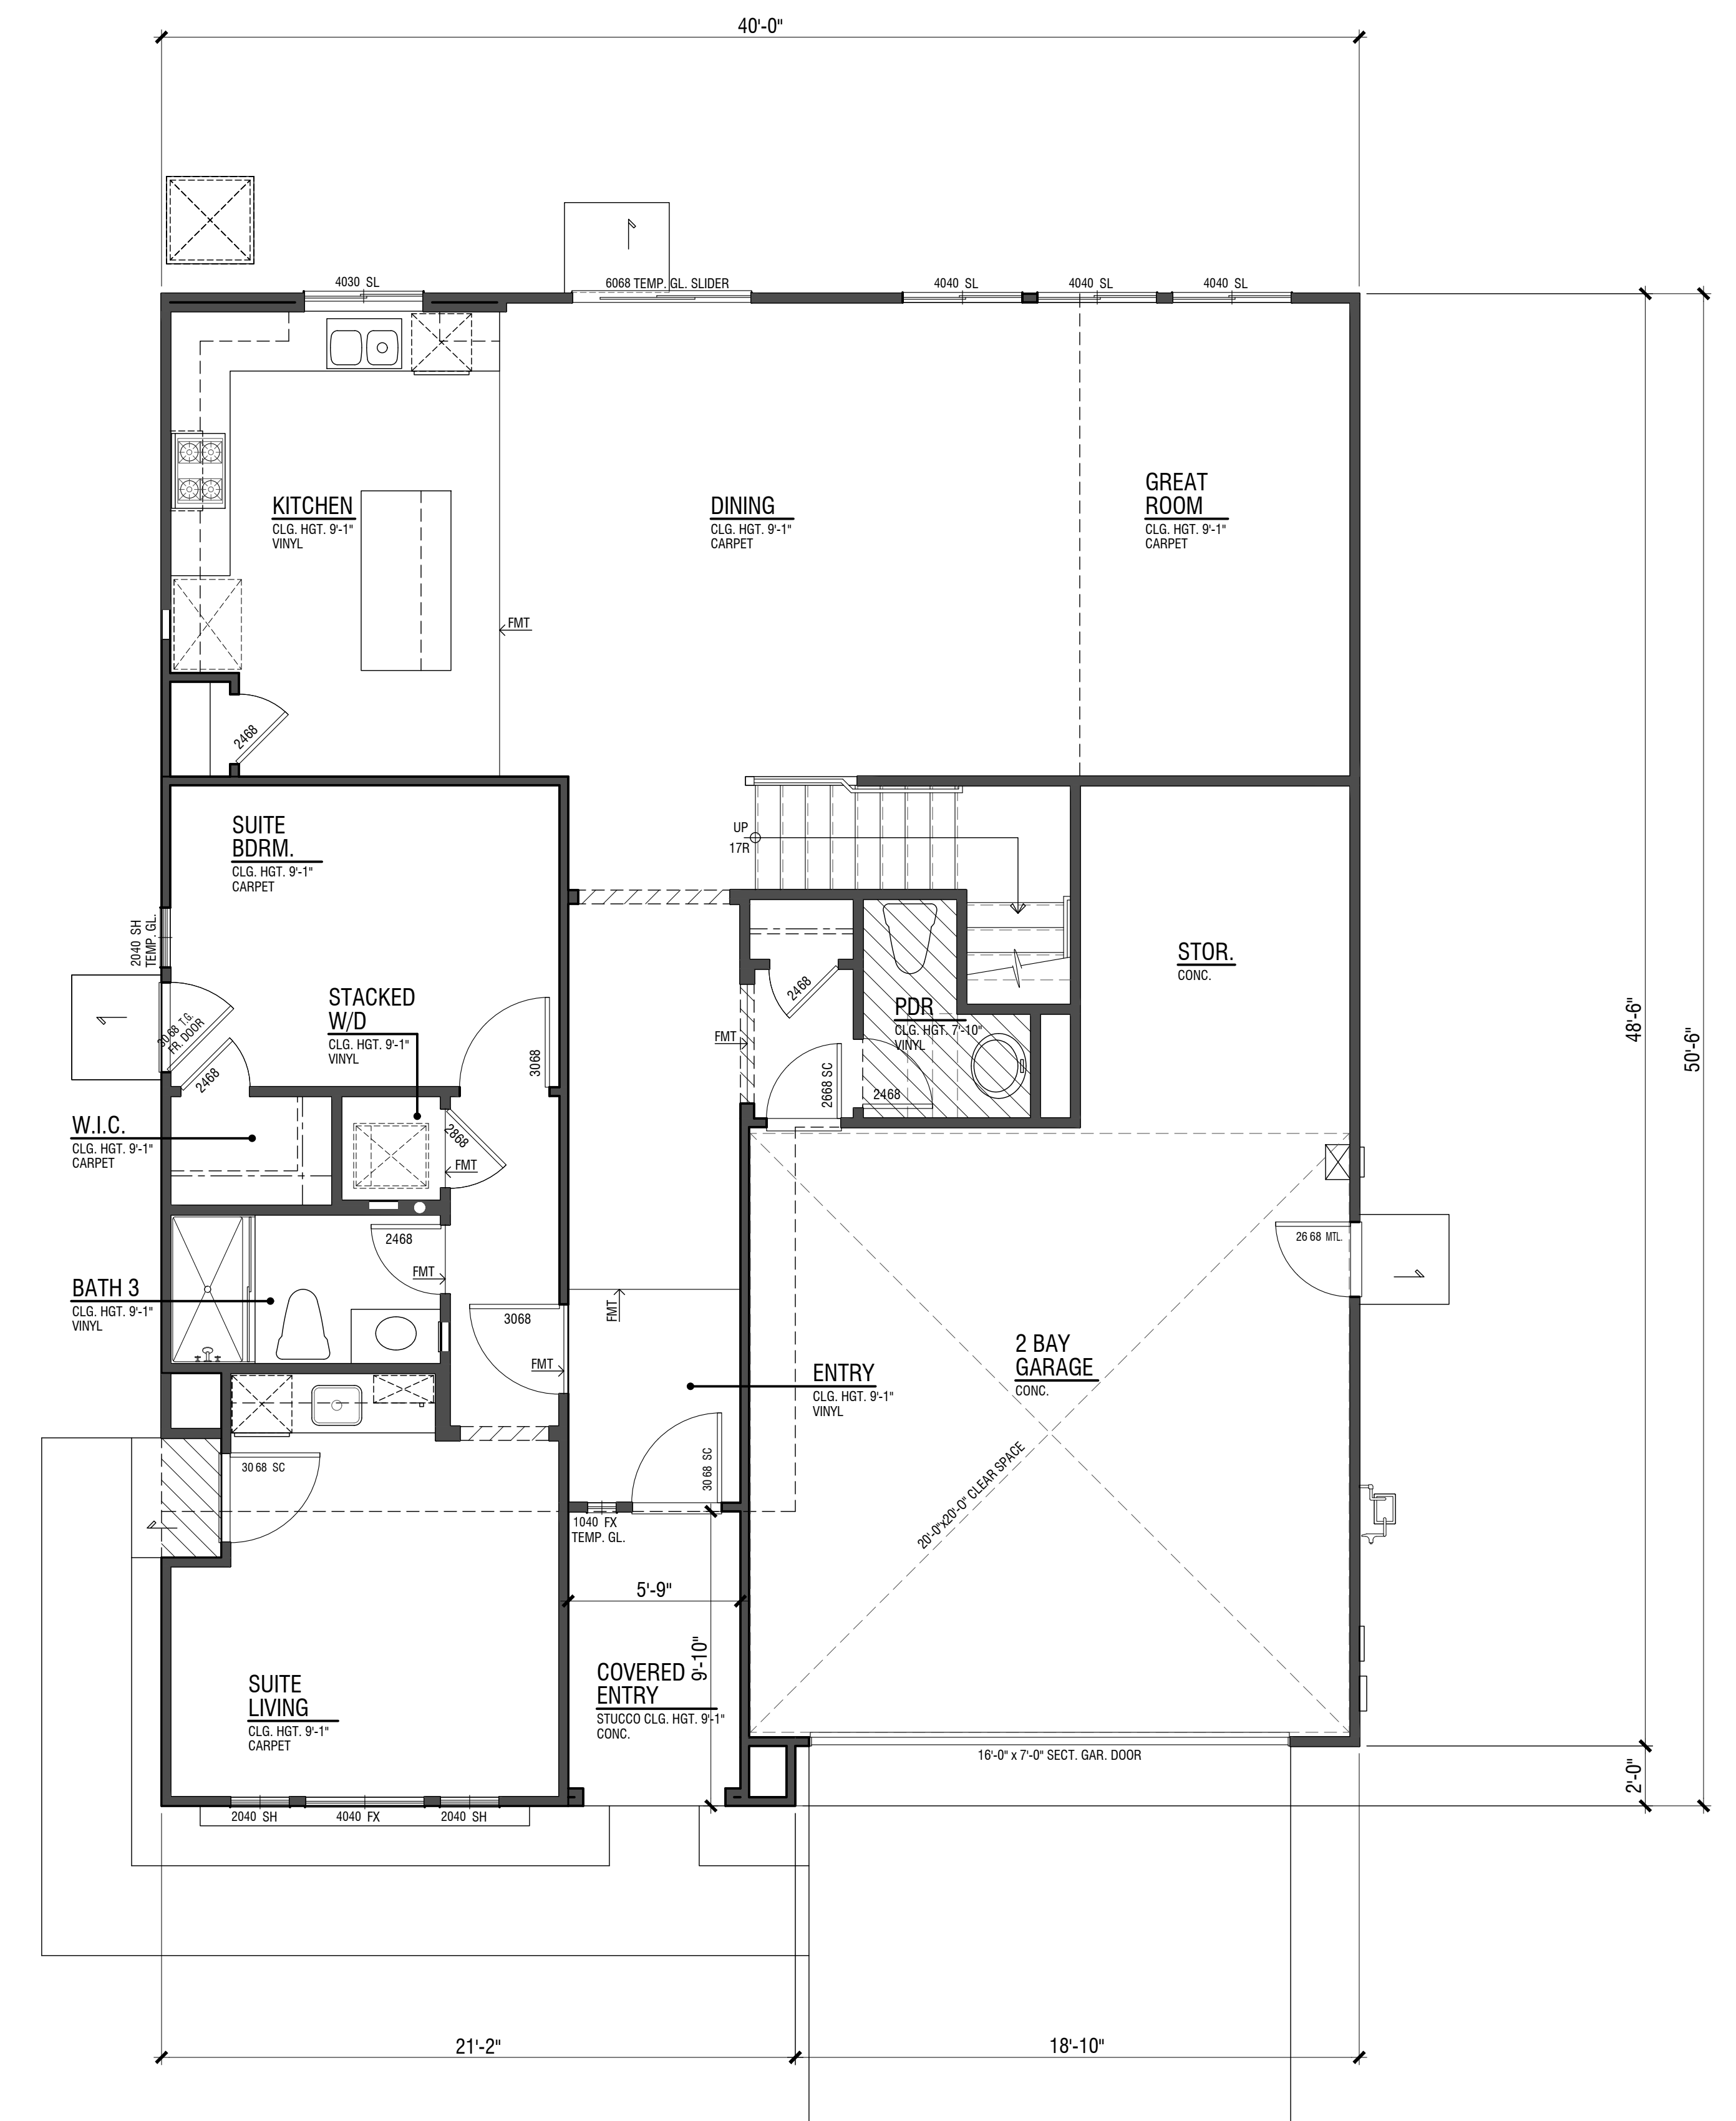 40'-0"
4030 SL
6068 TEMP. GL. SLIDER
4040 SL
4040 SL
4040 SL
KITCHEN
CLG. HGT. 9'-1"
VINYL
DINING
CLG. HGT. 9'-1"
CARPET
GREAT
ROOM
CLG. HGT. 9'-1"
CARPET
FMT
2468
SUITE
BDRM.
CLG. HGT. 9'-1"
CARPET
UP
17R
2040 SH
TEMP. GL.
STOR.
CONC.
STACKED
W/D
CLG. HGT. 9'-1"
VINYL
2468
PDR
CLG. HGT. 7'-10"
VINYL
FMT
3068 T.G.
FR. DOOR
2468
3068
2668 SC
2468
48'-6"
50'-6"
W.I.C.
CLG. HGT. 9'-1"
CARPET
2868
FMT
2468
FMT
2668 MTL.
BATH 3
CLG. HGT. 9'-1"
VINYL
3068
FMT
FMT
ENTRY
CLG. HGT. 9'-1"
VINYL
2 BAY
GARAGE
CONC.
3068 SC
3068 SC
20'-0"x20'-0" CLEAR SPACE
1040 FX
TEMP. GL.
5'-9"
9'-10"
COVERED
ENTRY
STUCCO CLG. HGT. 9'-1"
CONC.
SUITE
LIVING
CLG. HGT. 9'-1"
CARPET
16'-0" x 7'-0" SECT. GAR. DOOR
2'-0"
2040 SH
4040 FX
2040 SH
21'-2"
18'-10"